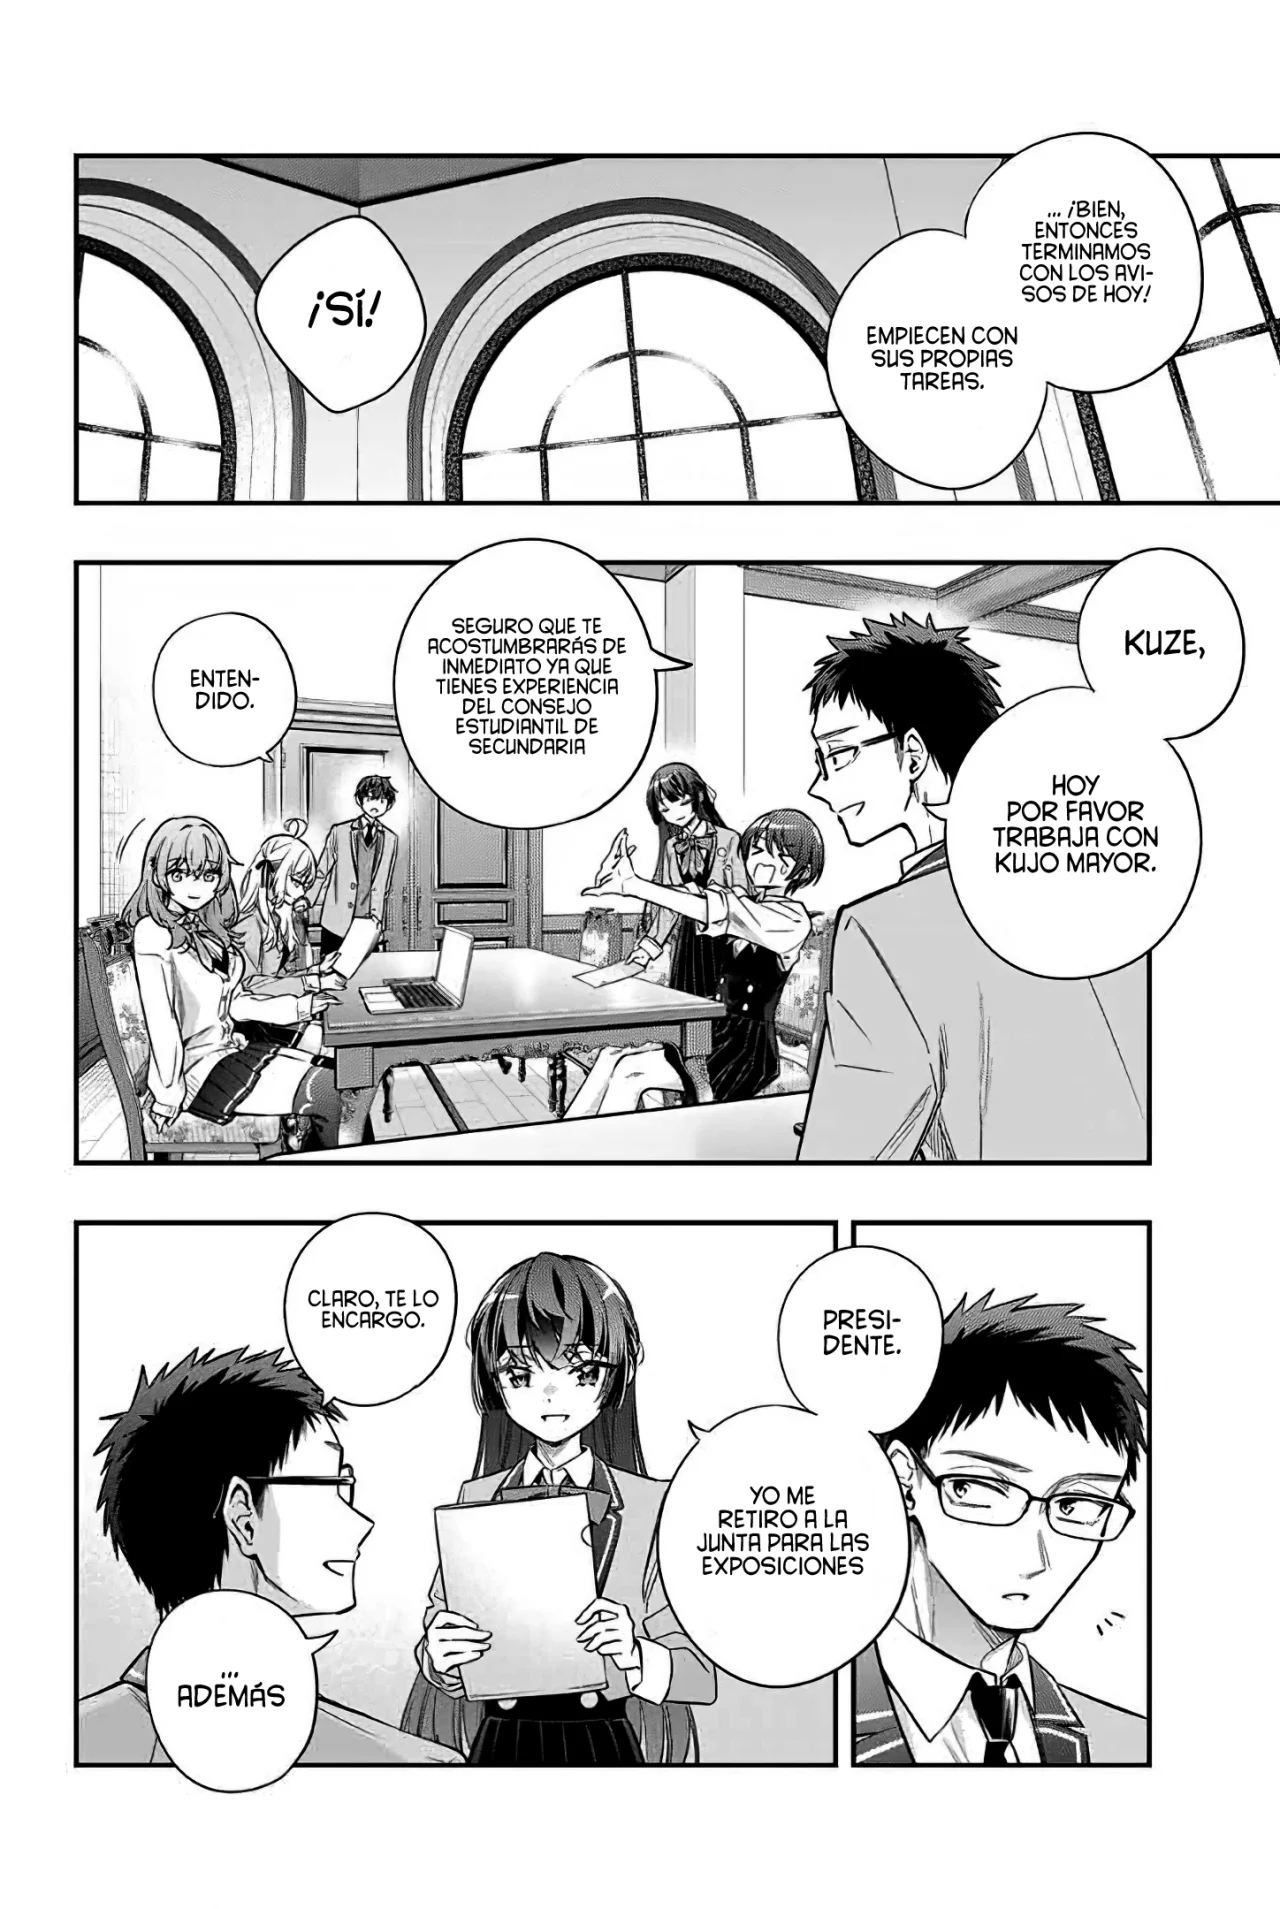 ... ¡BIEN,
ENTONCES
TERMINAMOS
CON LOS AVI-
SOS DE HOY!
EMPIECEN CON
SUS PROPIAS
TAREAS.
¡SÍ!
KUZE,
HOY
POR FAVOR
TRABAJA CON
KUJO MAYOR.
SEGURO QUE TE
ACOSTUMBRARÁS DE
INMEDIATO YA QUE
TIENES EXPERIENCIA
DEL CONSEJO
ESTUDIANTIL DE
SECUNDARIA
ENTEN-
DIDO.
PRESI-
DENTE.
YO ME
RETIRO A LA
JUNTA PARA LAS
EXPOSICIONES
CLARO, TE LO
ENCARGO.
...
ADEMÁS